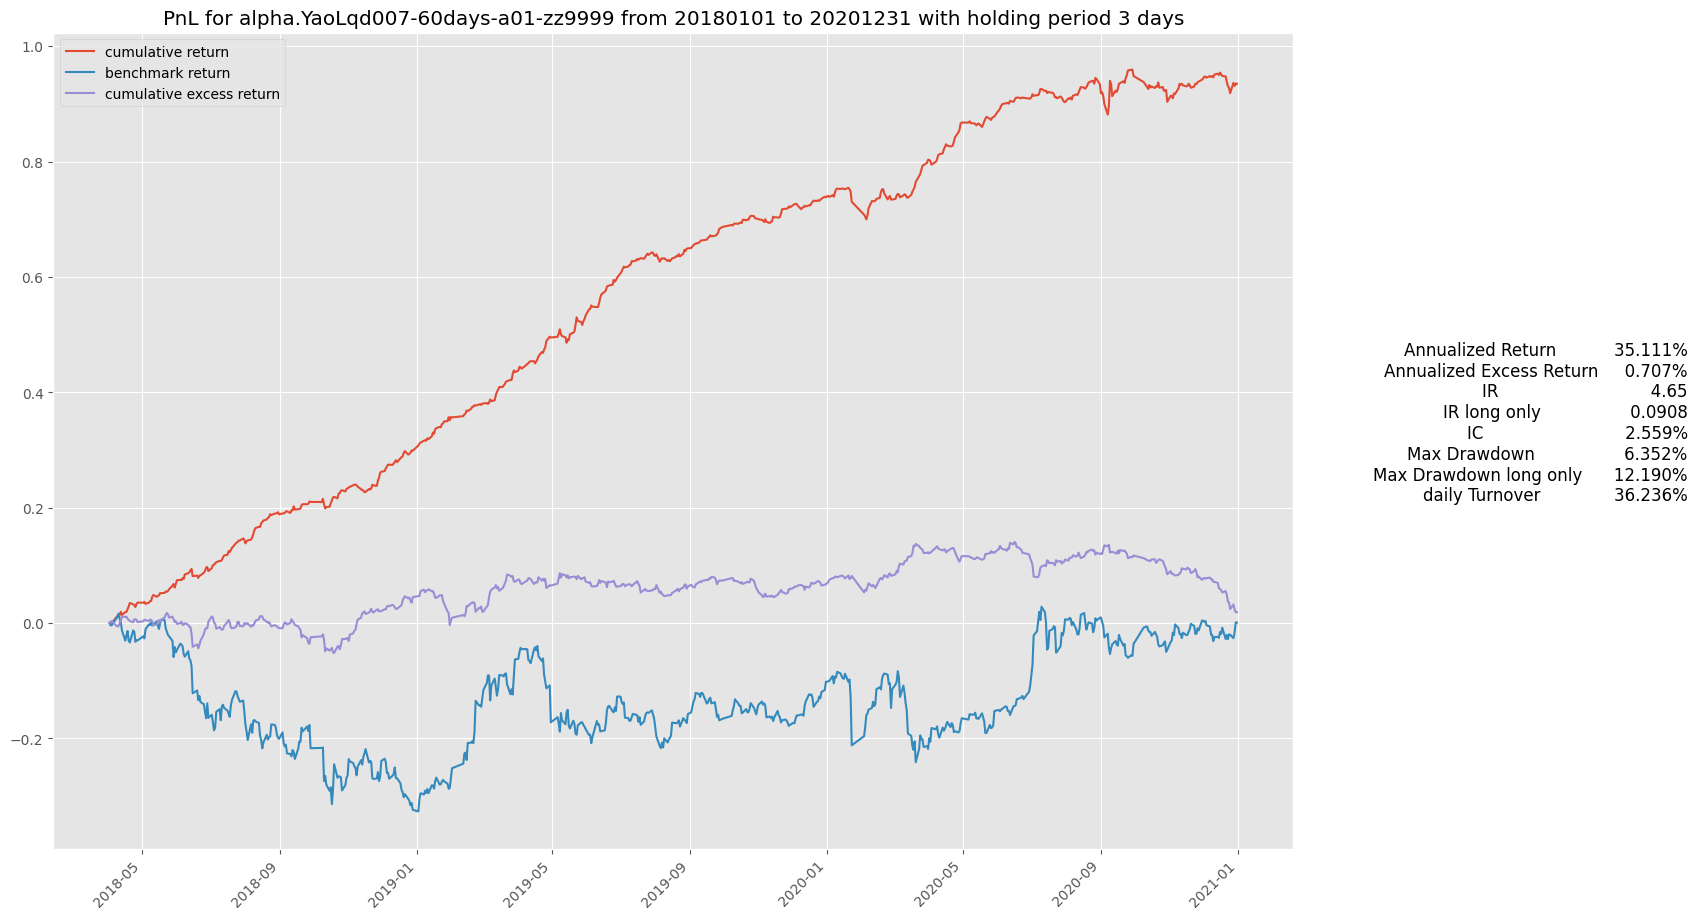 PnL for alpha.YaoLqd007-60days-a01-zz9999 from 20180101 to 20201231 with holding period 3 days
cumulative return
benchmark return
cumulative excess return
1.0
0.8
0.6
0.4
0.2
0.0
−0.2
2018-05
2018-09
2019-01
2019-05
2019-09
2020-01
2020-05
2020-09
2021-01
Annualized Return 35.111%
Annualized Excess Return 0.707%
IR 4.65
IR long only 0.0908
IC 2.559%
Max Drawdown 6.352%
Max Drawdown long only 12.190%
daily Turnover 36.236%